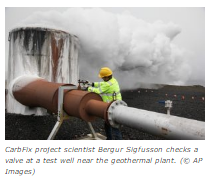 CarbFix project scientist Bergur Sigfusson checks a
valve at a test well near the geothermal plant. (© AP
Images)